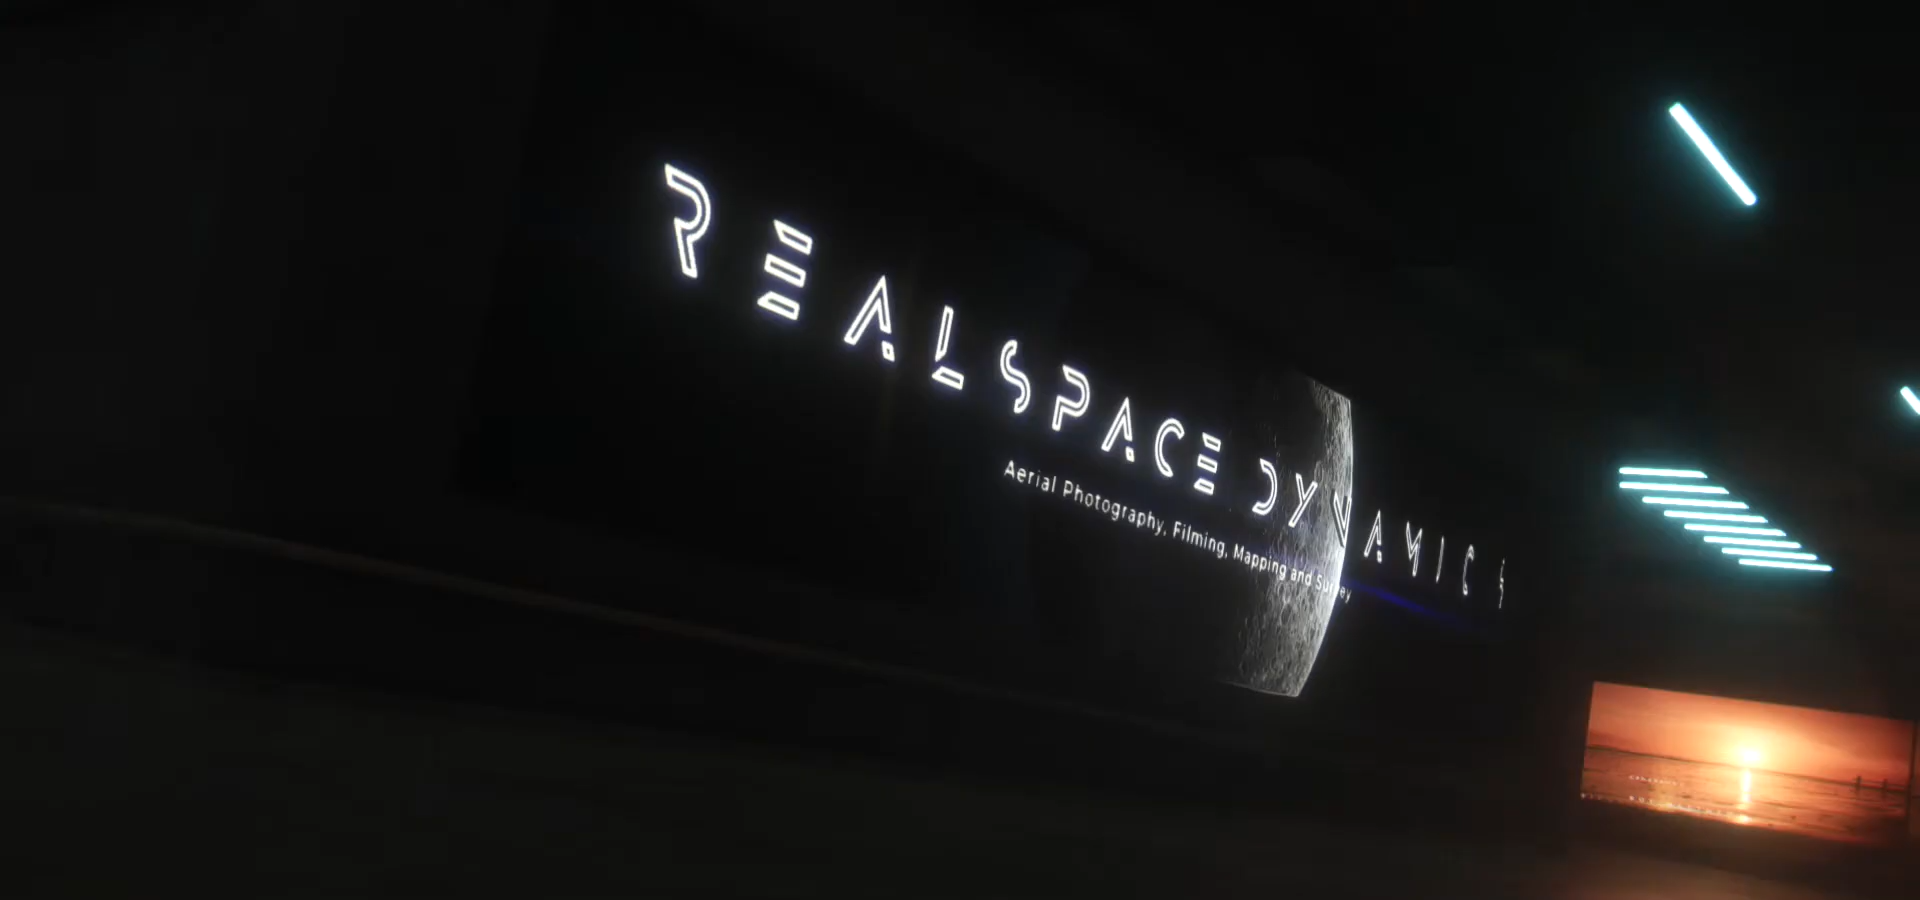 REALSPACE DYNAMICS
Aerial Photography, Filming, Mapping and Survey